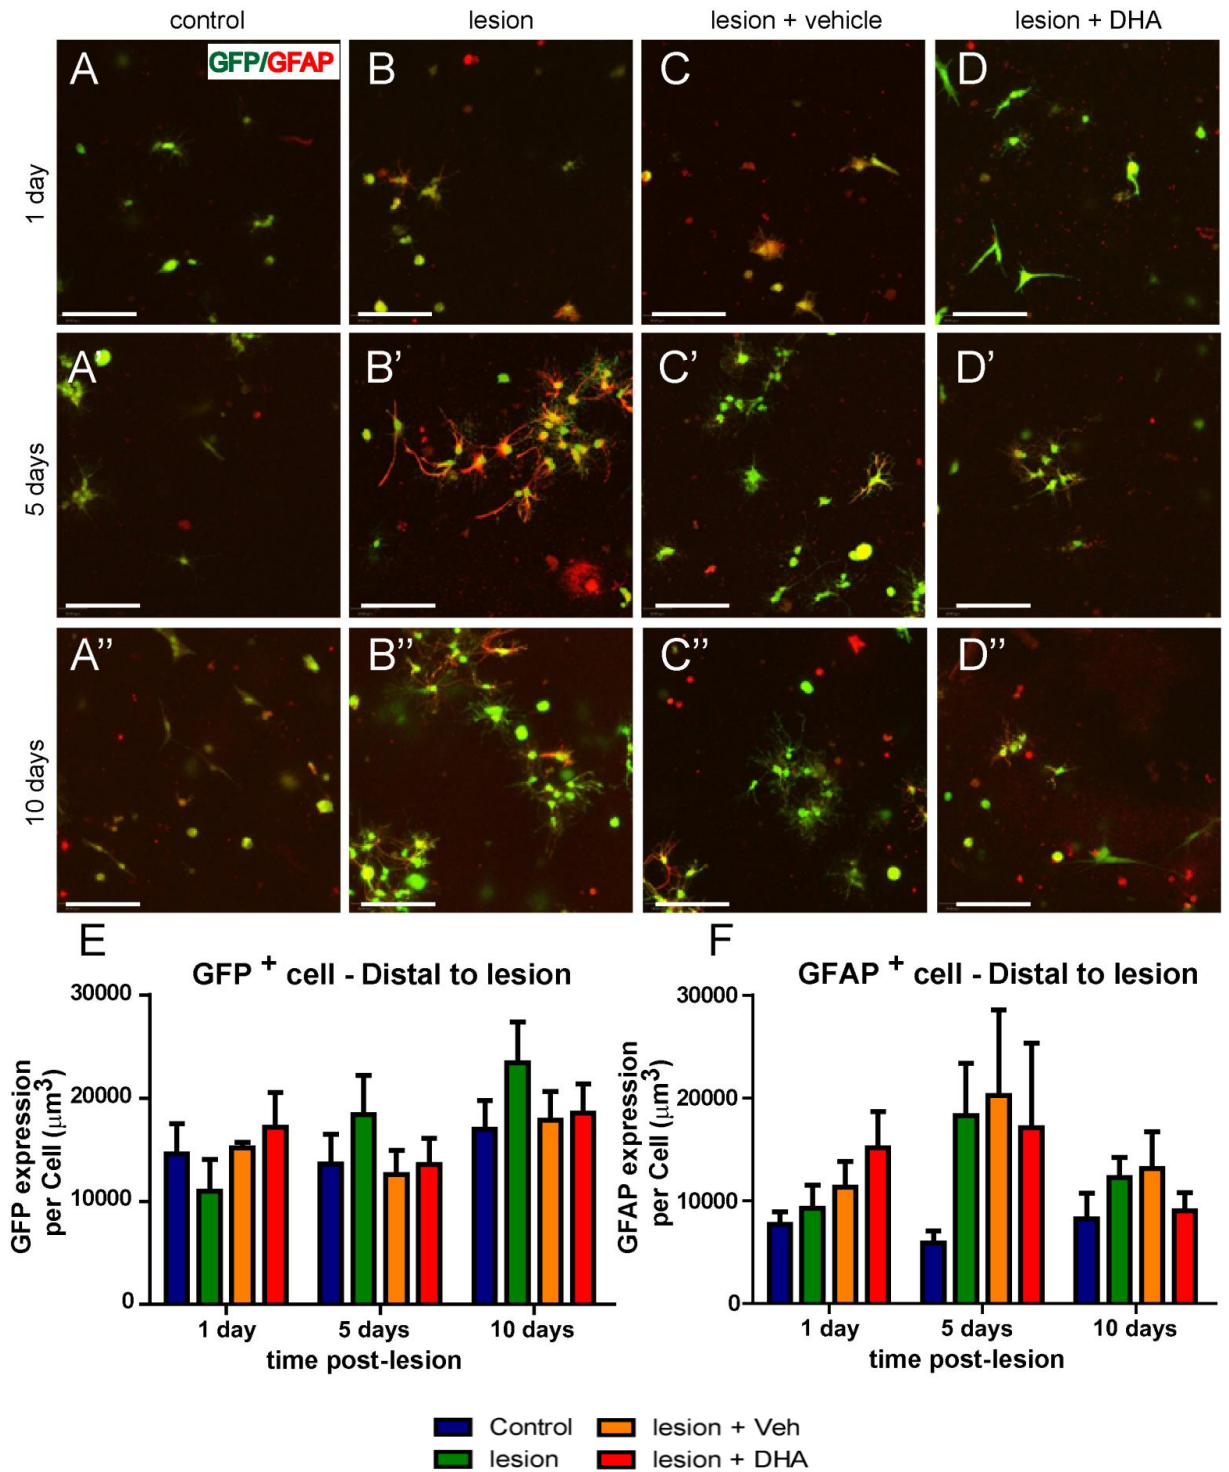 control lesion lesion + vehicle lesion + DHA
A GFP/GFAP B C D
1 day
A' B' C' D'
5 days
A'' B'' C'' D''
10 days
E F
GFP + cell - Distal to lesion
GFAP + cell - Distal to lesion
GFP expression
per Cell (μm3)
30000
20000
10000
0
1 day 5 days 10 days
time post-lesion
GFAP expression
per Cell (μm3)
30000
20000
10000
0
1 day 5 days 10 days
time post-lesion
Control lesion + Veh
lesion lesion + DHA